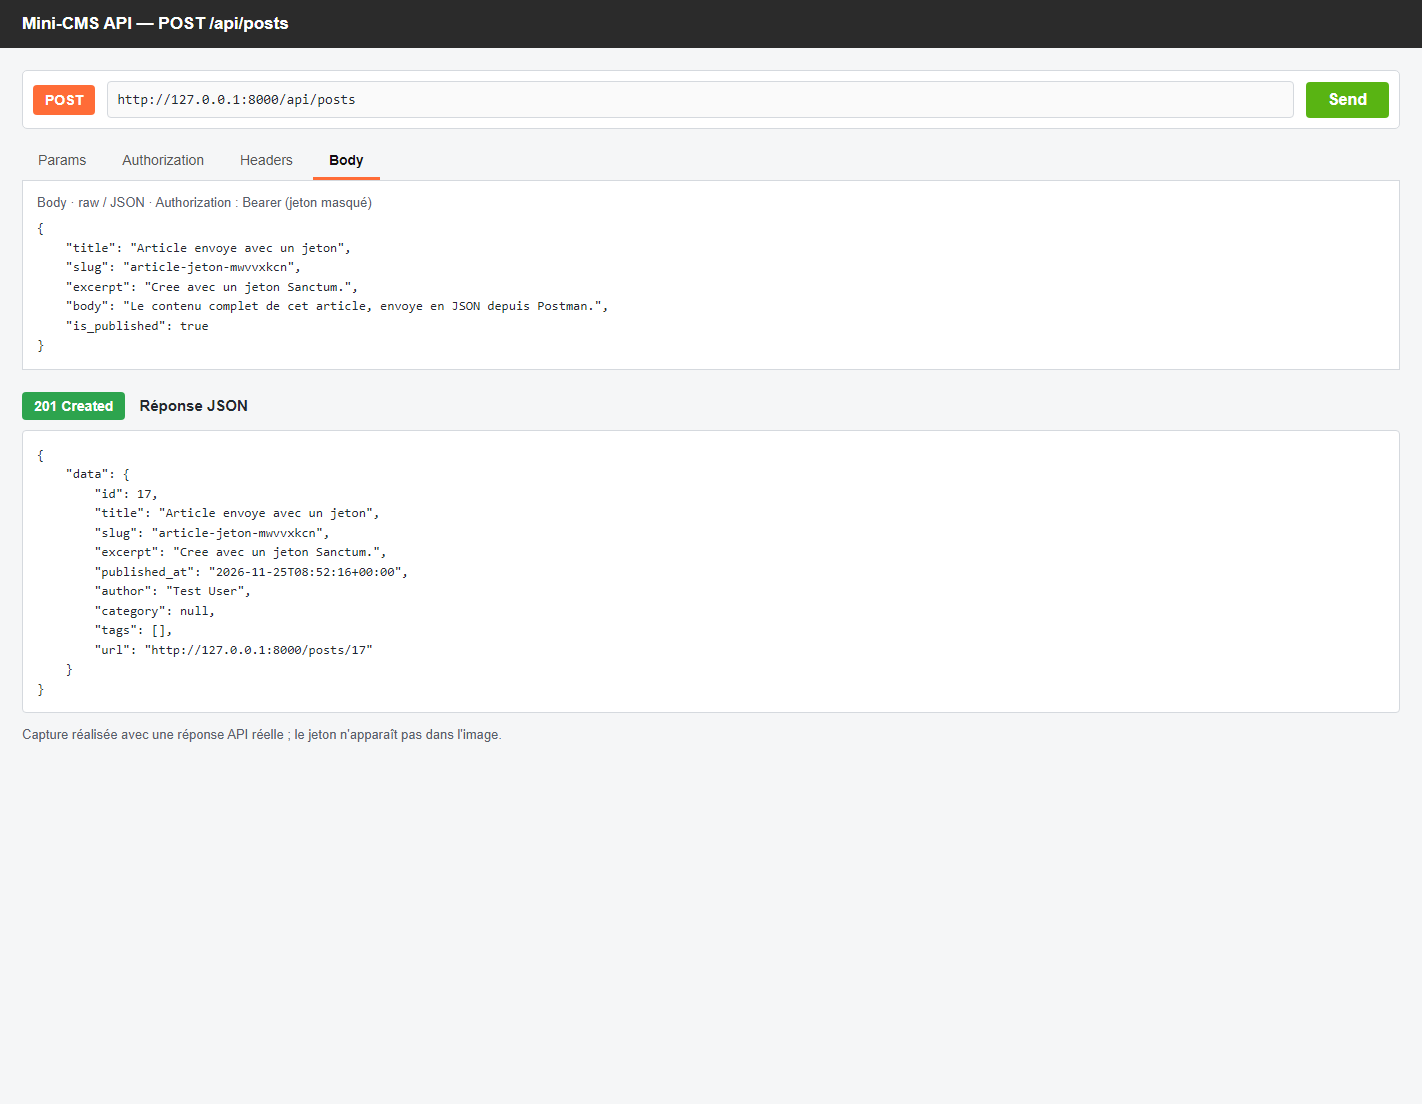 Mini-CMS API — POST /api/posts
POST http://127.0.0.1:8000/api/posts Send
Params Authorization Headers Body
Body · raw / JSON · Authorization : Bearer (jeton masqué)
{
    "title": "Article envoye avec un jeton",
    "slug": "article-jeton-mwvvxkcn",
    "excerpt": "Cree avec un jeton Sanctum.",
    "body": "Le contenu complet de cet article, envoye en JSON depuis Postman.",
    "is_published": true
}
201 Created Réponse JSON
{
    "data": {
        "id": 17,
        "title": "Article envoye avec un jeton",
        "slug": "article-jeton-mwvvxkcn",
        "excerpt": "Cree avec un jeton Sanctum.",
        "published_at": "2026-11-25T08:52:16+00:00",
        "author": "Test User",
        "category": null,
        "tags": [],
        "url": "http://127.0.0.1:8000/posts/17"
    }
}
Capture réalisée avec une réponse API réelle ; le jeton n'apparaît pas dans l'image.